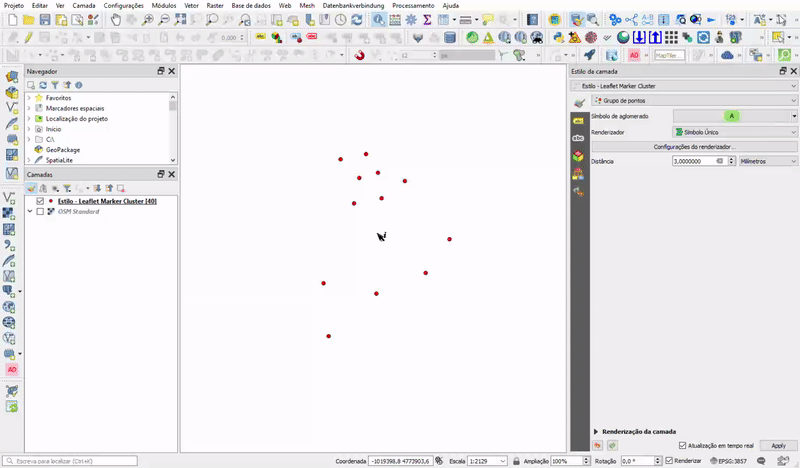 Projeto Editar Ver Camada Configurações Módulos Vetor Raster Base de dados Web Mesh Datenbankverbindung Processamento Ajuda
0,000
12
px
MapTiler
AD
Navegador
Favoritos
Marcadores espaciais
Localização do projeto
Início
C:\
GeoPackage
SpatiaLite
Camadas
Estilo - Leaflet Marker Cluster [40]
OSM Standard
AD
Estilo da camada
Estilo - Leaflet Marker Cluster
Grupo de pontos
Símbolo de aglomerado
A
Renderizador
Símbolo Único
Configurações do renderizador...
Distância
3,0000000
Milímetros
Renderização da camada
Atualização em tempo real
Apply
Escreva para localizar (Ctrl+K)
Coordenada
-1019398,8 4773903,6
Escala
1:2129
Ampliação
100%
Rotação
0,0 °
Renderizar
EPSG:3857